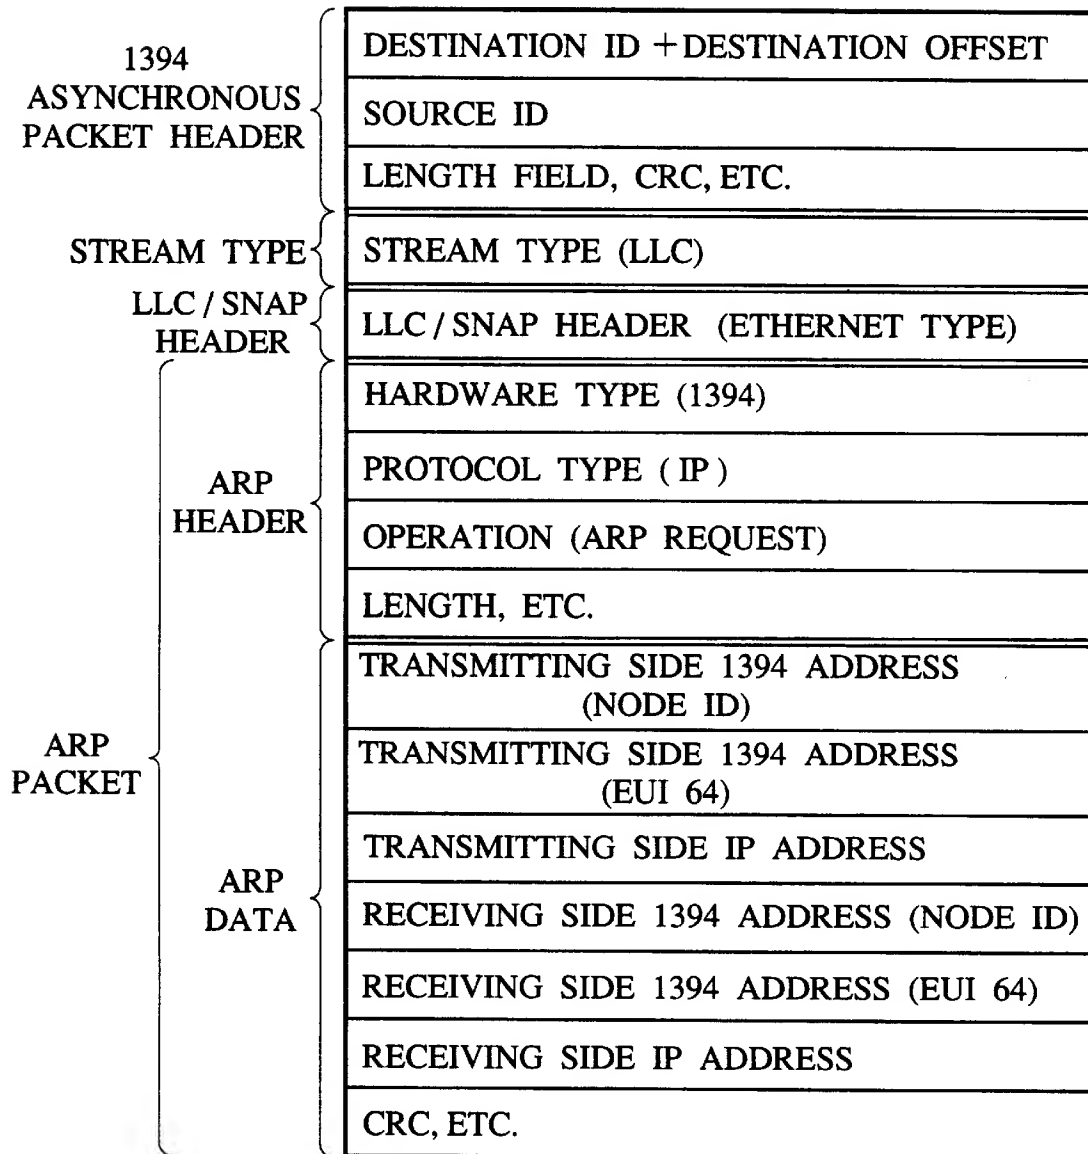 1394
ASYNCHRONOUS
PACKET HEADER
DESTINATION ID +DESTINATION OFFSET
SOURCE ID
LENGTH FIELD, CRC, ETC.
STREAM TYPE
STREAM TYPE (LLC)
LLC / SNAP
HEADER
LLC / SNAP HEADER (ETHERNET TYPE)
ARP
PACKET
ARP
HEADER
HARDWARE TYPE (1394)
PROTOCOL TYPE ( IP )
OPERATION (ARP REQUEST)
LENGTH, ETC.
ARP
DATA
TRANSMITTING SIDE 1394 ADDRESS
(NODE ID)
TRANSMITTING SIDE 1394 ADDRESS
(EUI 64)
TRANSMITTING SIDE IP ADDRESS
RECEIVING SIDE 1394 ADDRESS (NODE ID)
RECEIVING SIDE 1394 ADDRESS (EUI 64)
RECEIVING SIDE IP ADDRESS
CRC, ETC.